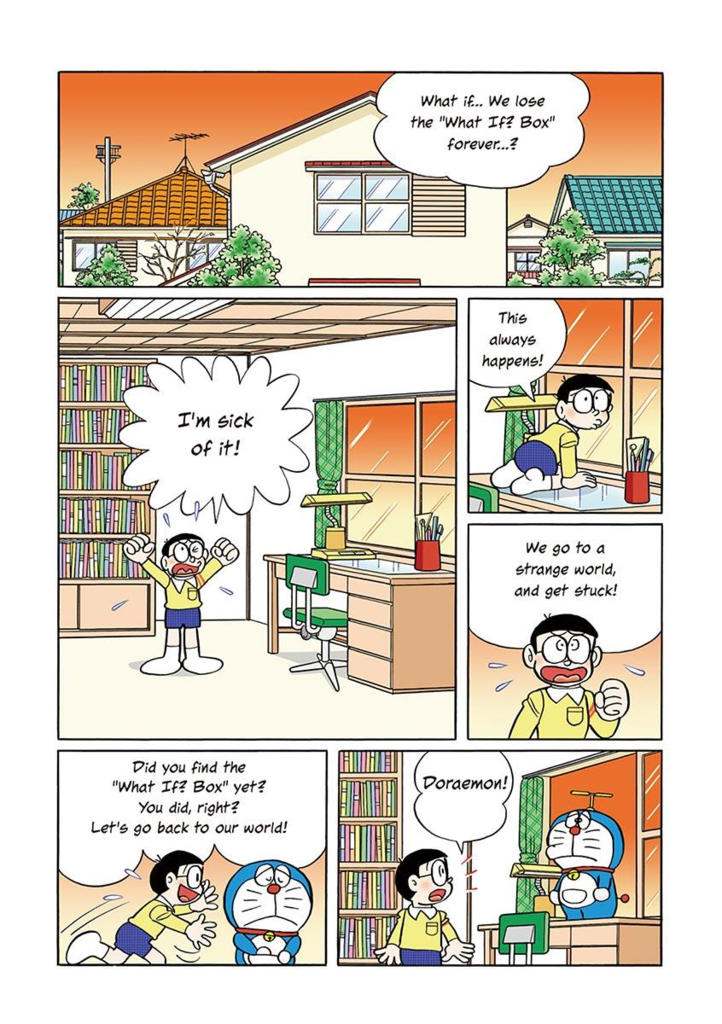 What if.. We lose
the "What If? Box"
forever...?
I'm sick
of it!
This
always
happens!
We go to a
strange world,
and get stuck!
Doraemon!
Did you find the
"What If? Box" yet?
You did, right?
Let's go back to our world!